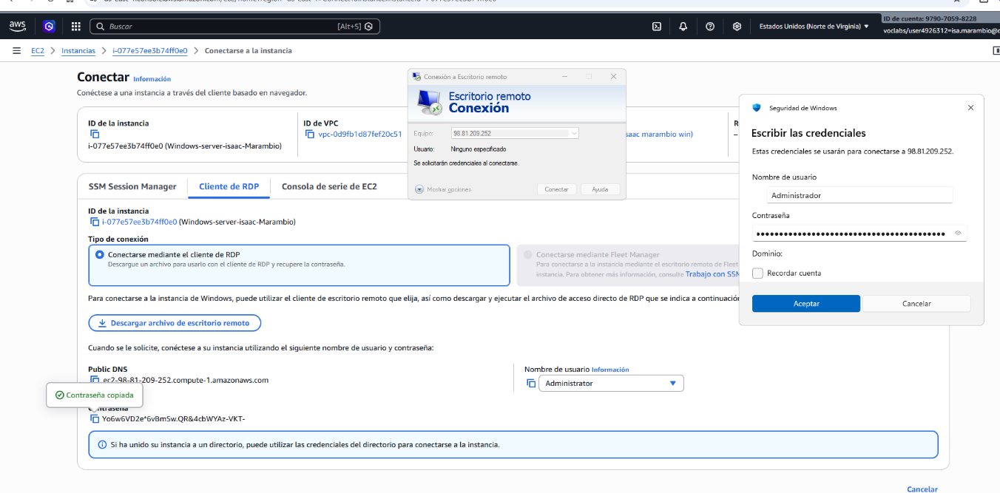 aws
Buscar
[Alt+S]
Estados Unidos (Norte de Virginia)
ID de cuenta: 9790-7059-8228
voclabs/user4926312=isa.marambio@
EC2
Instancias
i-077e57ee3b74ff0e0
Conectarse a la instancia
Conectar
Información
Conéctese a una instancia a través del cliente basado en navegador.
ID de la instancia
i-077e57ee3b74ff0e0 (Windows-server-isaac-Marambio)
ID de VPC
vpc-0d9fb1d87fef20c51
saac marambio win)
Conexión a Escritorio remoto
Escritorio remoto
Conexión
Equipo:
98.81.209.252
Usuario:
Ninguno especificado
Se solicitarán credenciales al conectarse.
Mostrar opciones
Conectar
Ayuda
Seguridad de Windows
Escribir las credenciales
Estas credenciales se usarán para conectarse a 98.81.209.252.
Nombre de usuario
Administrador
Contraseña
Dominio:
Recordar cuenta
Aceptar
Cancelar
SSM Session Manager
Cliente de RDP
Consola de serie de EC2
ID de la instancia
i-077e57ee3b74ff0e0 (Windows-server-isaac-Marambio)
Tipo de conexión
Conectarse mediante el cliente de RDP
Descargue un archivo para usarlo con el cliente de RDP y recupere la contraseña.
Conectarse mediante Fleet Manager
Para conectarse a la instancia mediante el escritorio remoto de Fleet
instancia. Para obtener más información, consulte Trabajo con SSM
Para conectarse a la instancia de Windows, puede utilizar el cliente de escritorio remoto que elija, así como descargar y ejecutar el archivo de acceso directo de RDP que se indica a continuación
Descargar archivo de escritorio remoto
Cuando se le solicite, conéctese a su instancia utilizando el siguiente nombre de usuario y contraseña:
Public DNS
ec2-98-81-209-252.compute-1.amazonaws.com
Nombre de usuario
Información
Administrator
Contraseña copiada
Contraseña
Yo6w6VD2e*6vBmSw.QR&4cbWYAz-VKT-
Si ha unido su instancia a un directorio, puede utilizar las credenciales del directorio para conectarse a la instancia.
Cancelar